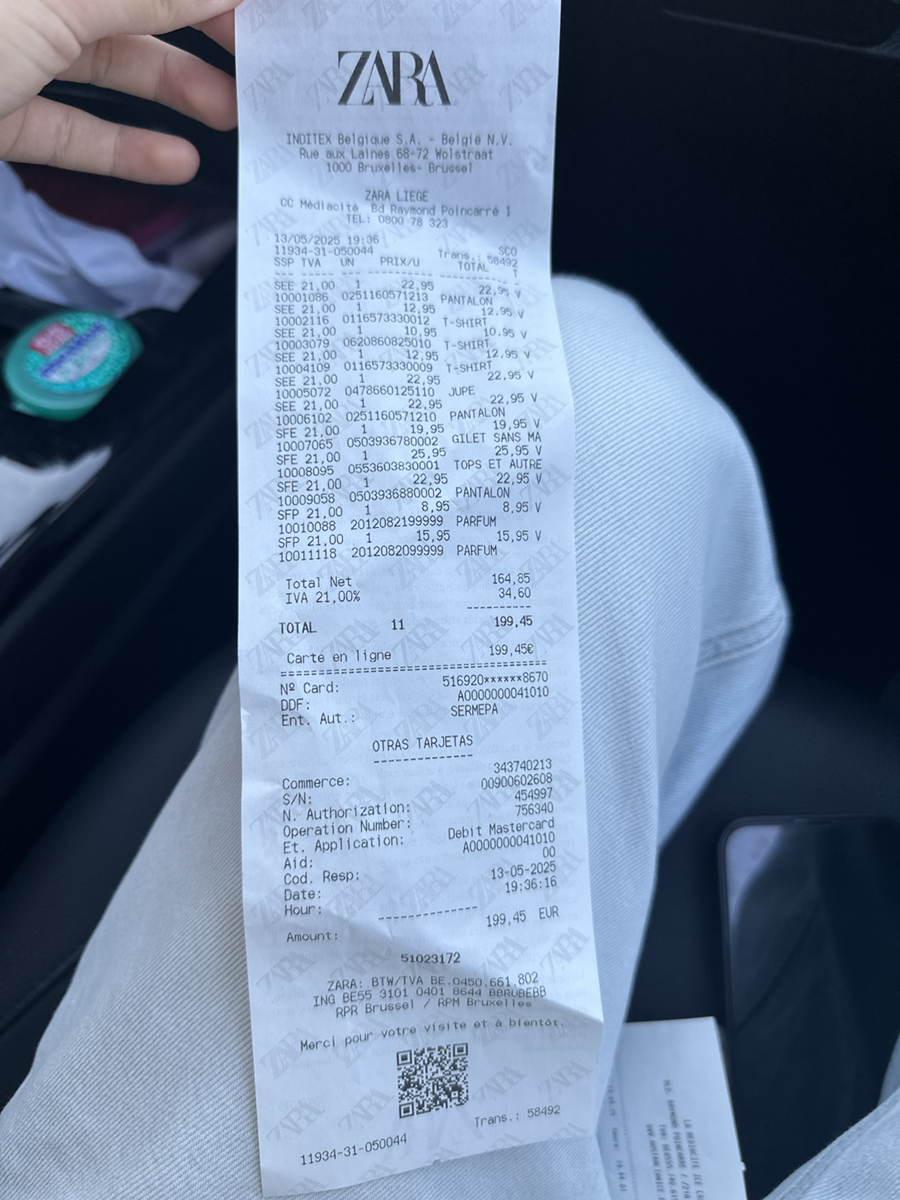 ZARA
INDITEX Belgique S.A. - België N.V.
Rue aux Laines 68-72 Wolstraat
1000 Bruxelles- Brussel
ZARA LIEGE
CC Médiacité Bd Raymond Poincarré 1
TEL: 0800 78 323
13/05/2025 19:36 SCO
11934-31-050044 Trans.: 58492
SSP TVA UN PRIX/U TOTAL T
SEE 21,00 1 22,95 22,95 V
10001086 0251160571213 PANTALON
SEE 21,00 1 12,95 12,95 V
10002116 0116573330012 T-SHIRT
SEE 21,00 1 10,95 10,95 V
10003079 0620860825010 T-SHIRT
SEE 21,00 1 12,95 12,95 V
10004109 0116573330009 T-SHIRT
SEE 21,00 1 22,95 22,95 V
10005072 0478660125110 JUPE
SEE 21,00 1 22,95 22,95 V
10006102 0251160571210 PANTALON
SFE 21,00 1 19,95 19,95 V
10007065 0503936780002 GILET SANS MA
SFE 21,00 1 25,95 25,95 V
10008095 0553603830001 TOPS ET AUTRE
SFE 21,00 1 22,95 22,95 V
10009058 0503936880002 PANTALON
SFP 21,00 1 8,95 8,95 V
10010088 2012082199999 PARFUM
SFP 21,00 1 15,95 15,95 V
10011118 2012082099999 PARFUM
Total Net 164,85
IVA 21,00% 34,60
TOTAL 11 199,45
Carte en ligne 199,45€
Nº Card: 516920******8670
DDF: A0000000041010
Ent. Aut.: SERMEPA
OTRAS TARJETAS
Commerce: 343740213
S/N: 00900602608
N. Authorization: 454997
Operation Number: 756340
Et. Application: Debit Mastercard
Aid: A0000000041010
Cod. Resp: 00
Date: 13-05-2025
Hour: 19:36:16
Amount: 199,45 EUR
51023172
ZARA: BTW/TVA BE.0450.661.802
ING BE55 3101 0401 8644 BBRUBEBB
RPR Brussel / RPM Bruxelles
Merci pour votre visite et à bientôt.
Trans.: 58492
11934-31-050044